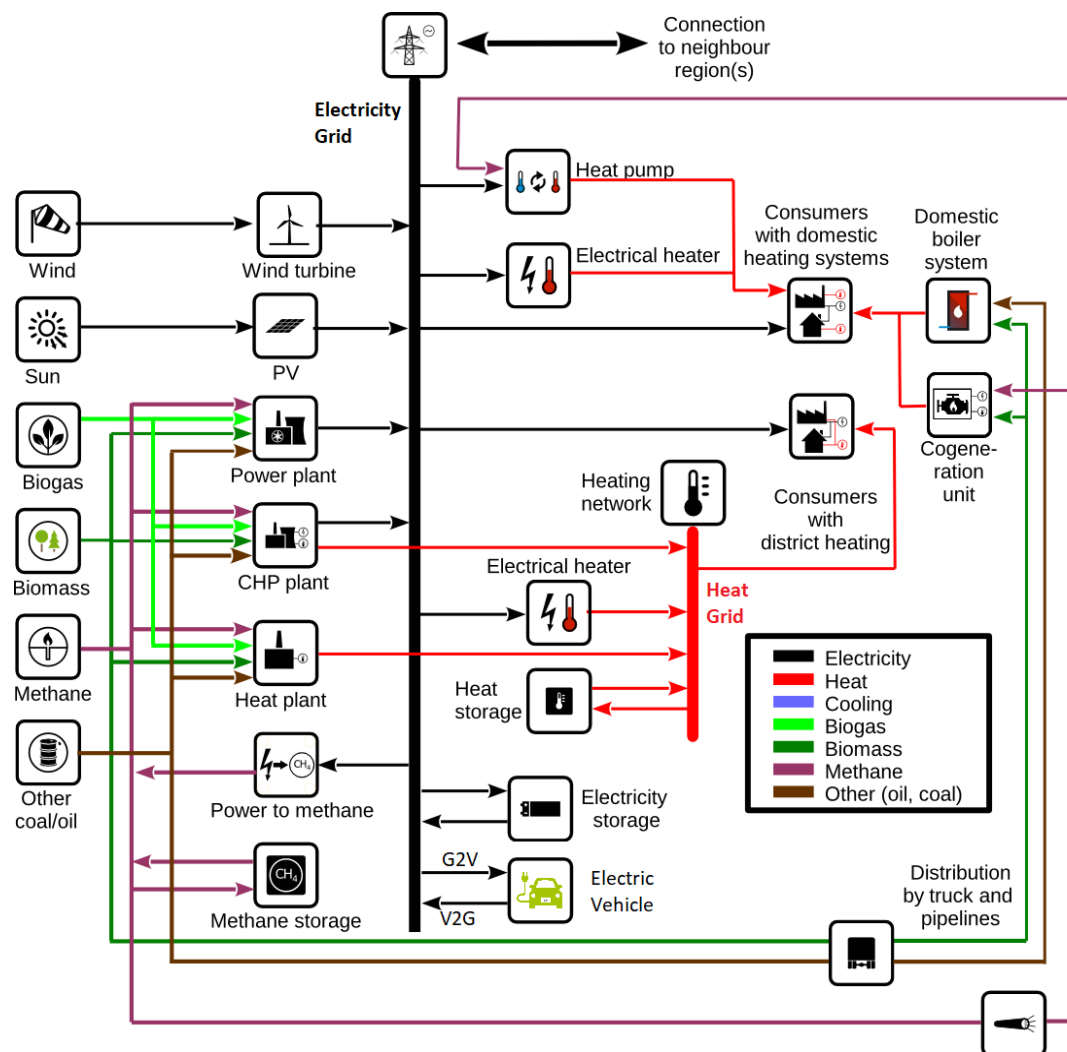 Connection
to neighbour
region(s)
Electricity
Grid
Heat pump
Wind
Wind turbine
Electrical heater
Consumers
with domestic
heating systems
Domestic
boiler
system
Sun
PV
Biogas
Power plant
Heating
network
Consumers
with
district heating
Cogene-
ration
unit
Biomass
CHP plant
Electrical heater
Heat
Grid
Methane
Heat plant
Heat
storage
Electricity
Heat
Cooling
Biogas
Biomass
Methane
Other (oil, coal)
Other
coal/oil
CH4
Power to methane
Electricity
storage
CH4
Methane storage
G2V
V2G
Electric
Vehicle
Distribution
by truck and
pipelines